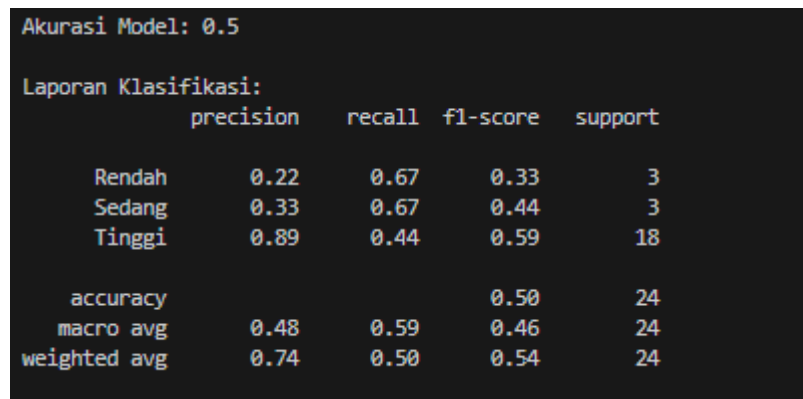 Akurasi Model: 0.5
Laporan Klasifikasi:
precision recall f1-score support
Rendah 0.22 0.67 0.33 3
Sedang 0.33 0.67 0.44 3
Tinggi 0.89 0.44 0.59 18
accuracy 0.50 24
macro avg 0.48 0.59 0.46 24
weighted avg 0.74 0.50 0.54 24